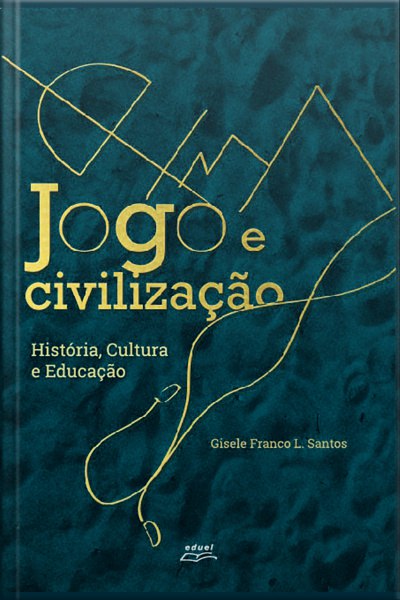 Jogo e
civilização
História, Cultura
e Educação
Gisele Franco L. Santos
eduel